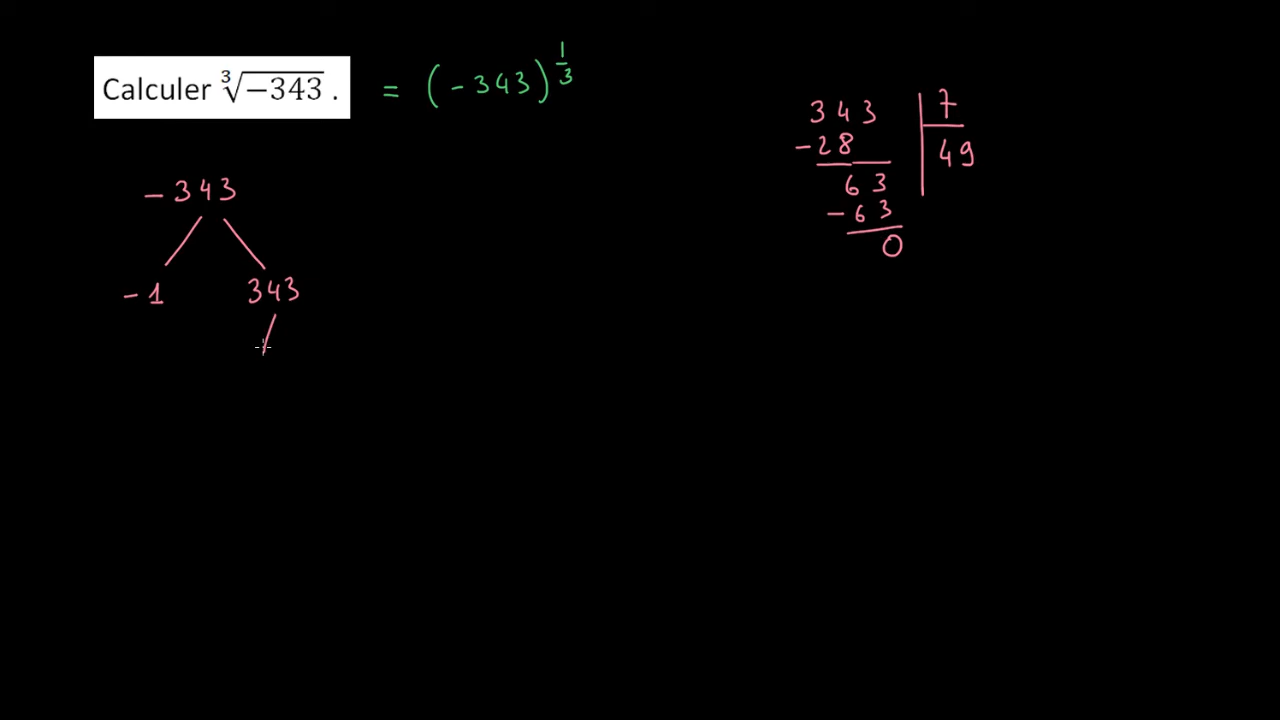 Calculer ∛−343 . = (-343)^(1/3)
343 | 7
-28 | 49
63
-63
0
-343
-1 343